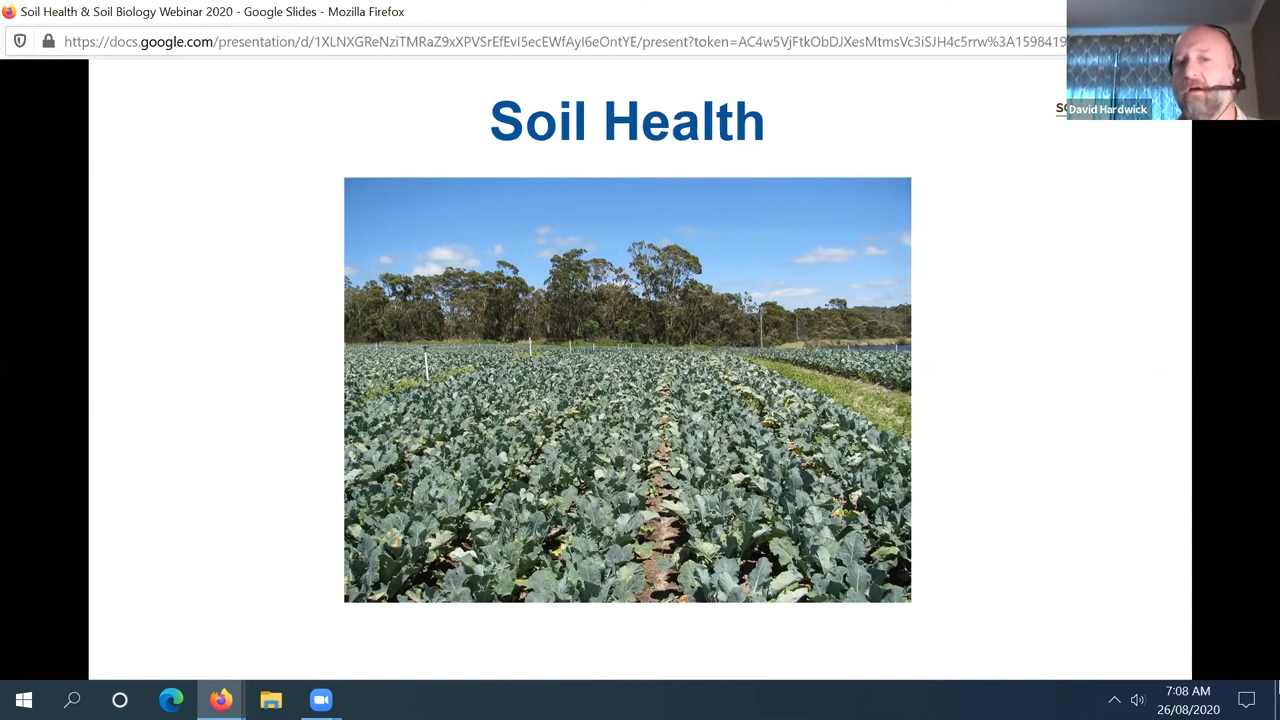 Soil Health & Soil Biology Webinar 2020 - Google Slides - Mozilla Firefox
https://docs.google.com/presentation/d/1XLNXGReNziTMRaZ9xXPVSrEfEvI5ecEWfAyI6eOntYE/present?token=AC4w5VjFtkObDJXesMtmsVc3iSJH4c5rrw%3A1598419
David Hardwick
Soil Health
7:08 AM
26/08/2020